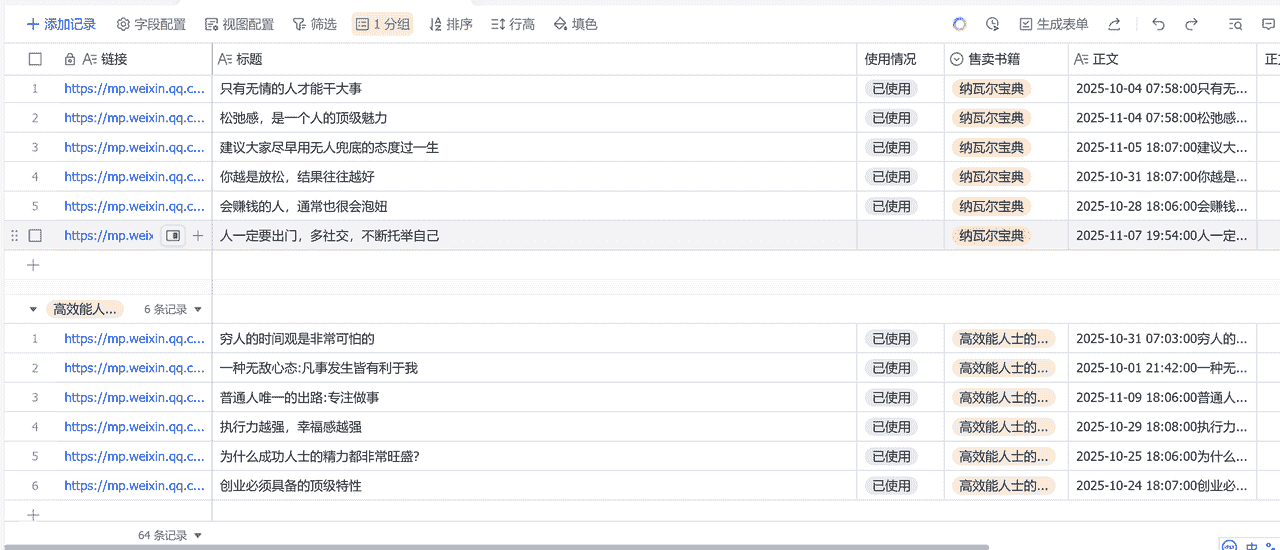 添加记录 字段配置 视图配置 筛选 1 分组 排序 行高 填色 生成表单
链接 标题 使用情况 售卖书籍 正文 正文
1 https://mp.weixin.qq.c... 只有无情的人才能干大事 已使用 纳瓦尔宝典 2025-10-04 07:58:00只有无...
2 https://mp.weixin.qq.c... 松弛感，是一个人的顶级魅力 已使用 纳瓦尔宝典 2025-11-04 07:58:00松弛感...
3 https://mp.weixin.qq.c... 建议大家尽早用无人兜底的态度过一生 已使用 纳瓦尔宝典 2025-11-05 18:07:00建议大...
4 https://mp.weixin.qq.c... 你越是放松，结果往往越好 已使用 纳瓦尔宝典 2025-10-31 18:07:00你越是...
5 https://mp.weixin.qq.c... 会赚钱的人，通常也很会泡妞 已使用 纳瓦尔宝典 2025-10-28 18:06:00会赚钱...
https://mp.weix 人一定要出门，多社交，不断托举自己 纳瓦尔宝典 2025-11-07 19:54:00人一定...
高效能人... 6 条记录
1 https://mp.weixin.qq.c... 穷人的时间观是非常可怕的 已使用 高效能人士的... 2025-10-31 07:03:00穷人的...
2 https://mp.weixin.qq.c... 一种无敌心态:凡事发生皆有利于我 已使用 高效能人士的... 2025-10-01 21:42:00一种无...
3 https://mp.weixin.qq.c... 普通人唯一的出路:专注做事 已使用 高效能人士的... 2025-11-09 18:06:00普通人...
4 https://mp.weixin.qq.c... 执行力越强，幸福感越强 已使用 高效能人士的... 2025-10-29 18:08:00执行力...
5 https://mp.weixin.qq.c... 为什么成功人士的精力都非常旺盛? 已使用 高效能人士的... 2025-10-25 18:06:00为什么...
6 https://mp.weixin.qq.c... 创业必须具备的顶级特性 已使用 高效能人士的... 2025-10-24 18:07:00创业必...
64 条记录
中